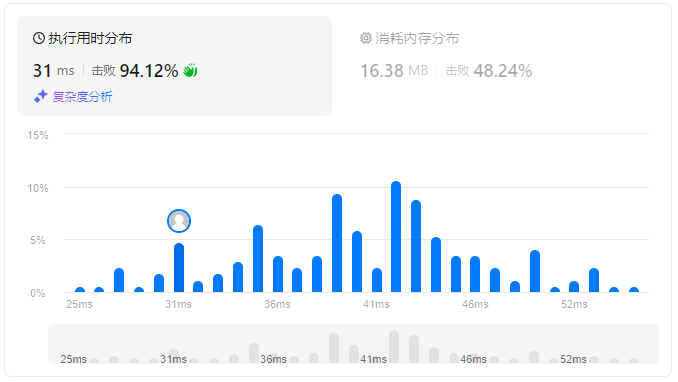 执行用时分布
31 ms 击败 94.12%
复杂度分析
消耗内存分布
16.38 MB 击败 48.24%
15%
10%
5%
0%
25ms 31ms 36ms 41ms 46ms 52ms
25ms 31ms 36ms 41ms 46ms 52ms